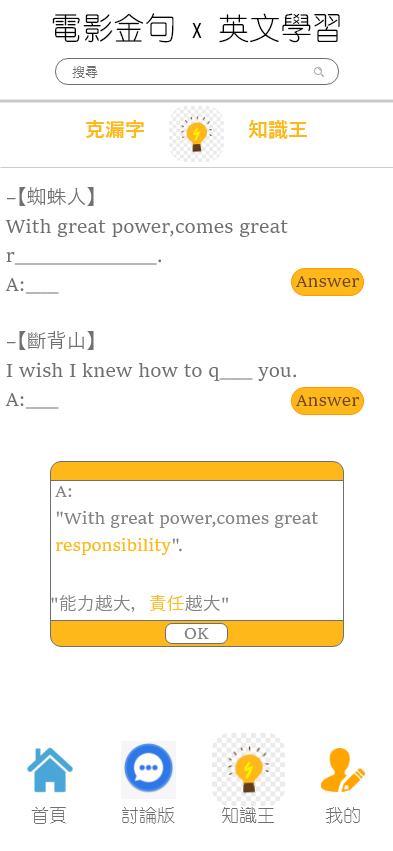 電影金句 x 英文學習
搜尋
克漏字 知識王
–【蜘蛛人】
With great power,comes great
r_____________.
Answer
A:___
–【斷背山】
I wish I knew how to q___ you.
A:___
Answer
A:
"With great power,comes great
responsibility".
"能力越大，責任越大"
OK
首頁 討論版 知識王 我的